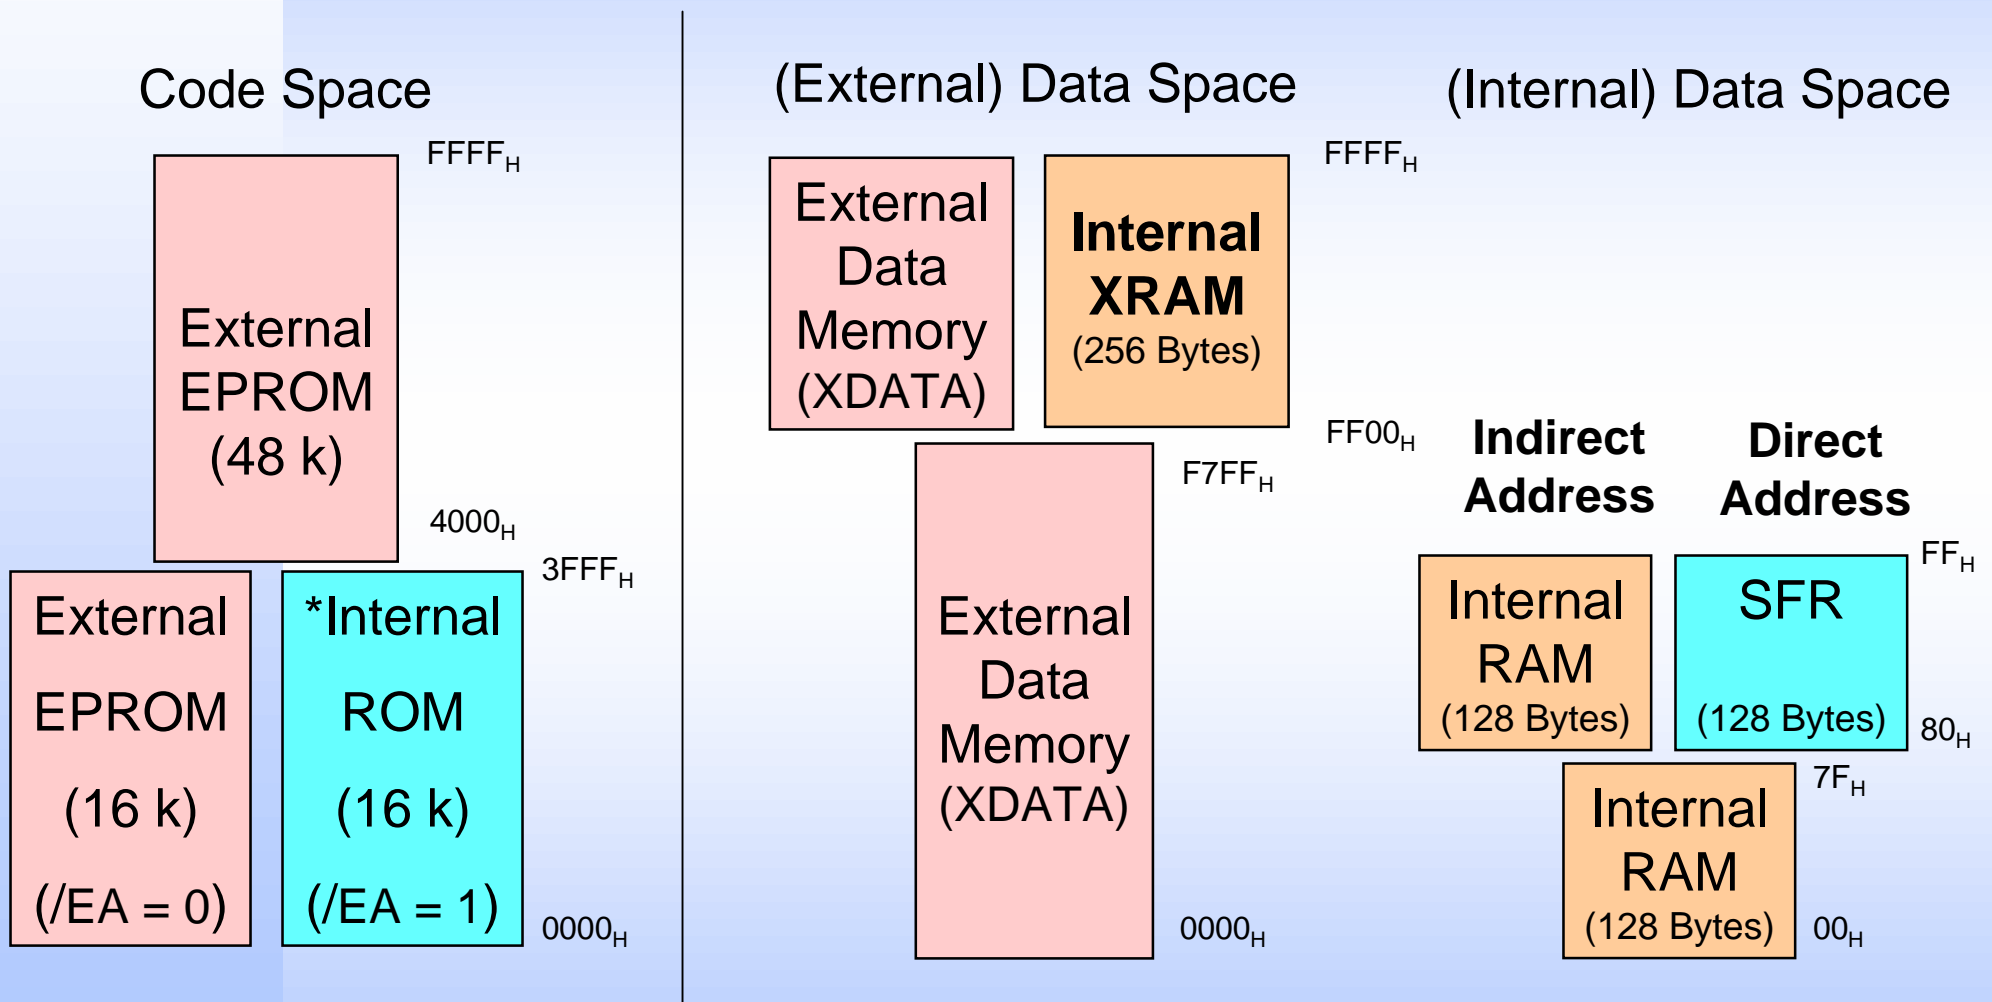 Code Space
FFFFH
External
EPROM
(48 k)
4000H
3FFFH
External
EPROM
(16 k)
(/EA = 0)
*Internal
ROM
(16 k)
(/EA = 1)
0000H
(External) Data Space
External
Data
Memory
(XDATA)
Internal
XRAM
(256 Bytes)
FFFFH
FF00H
F7FFH
External
Data
Memory
(XDATA)
0000H
(Internal) Data Space
Indirect
Address
Direct
Address
Internal
RAM
(128 Bytes)
SFR
(128 Bytes)
FFH
80H
7FH
Internal
RAM
(128 Bytes)
00H